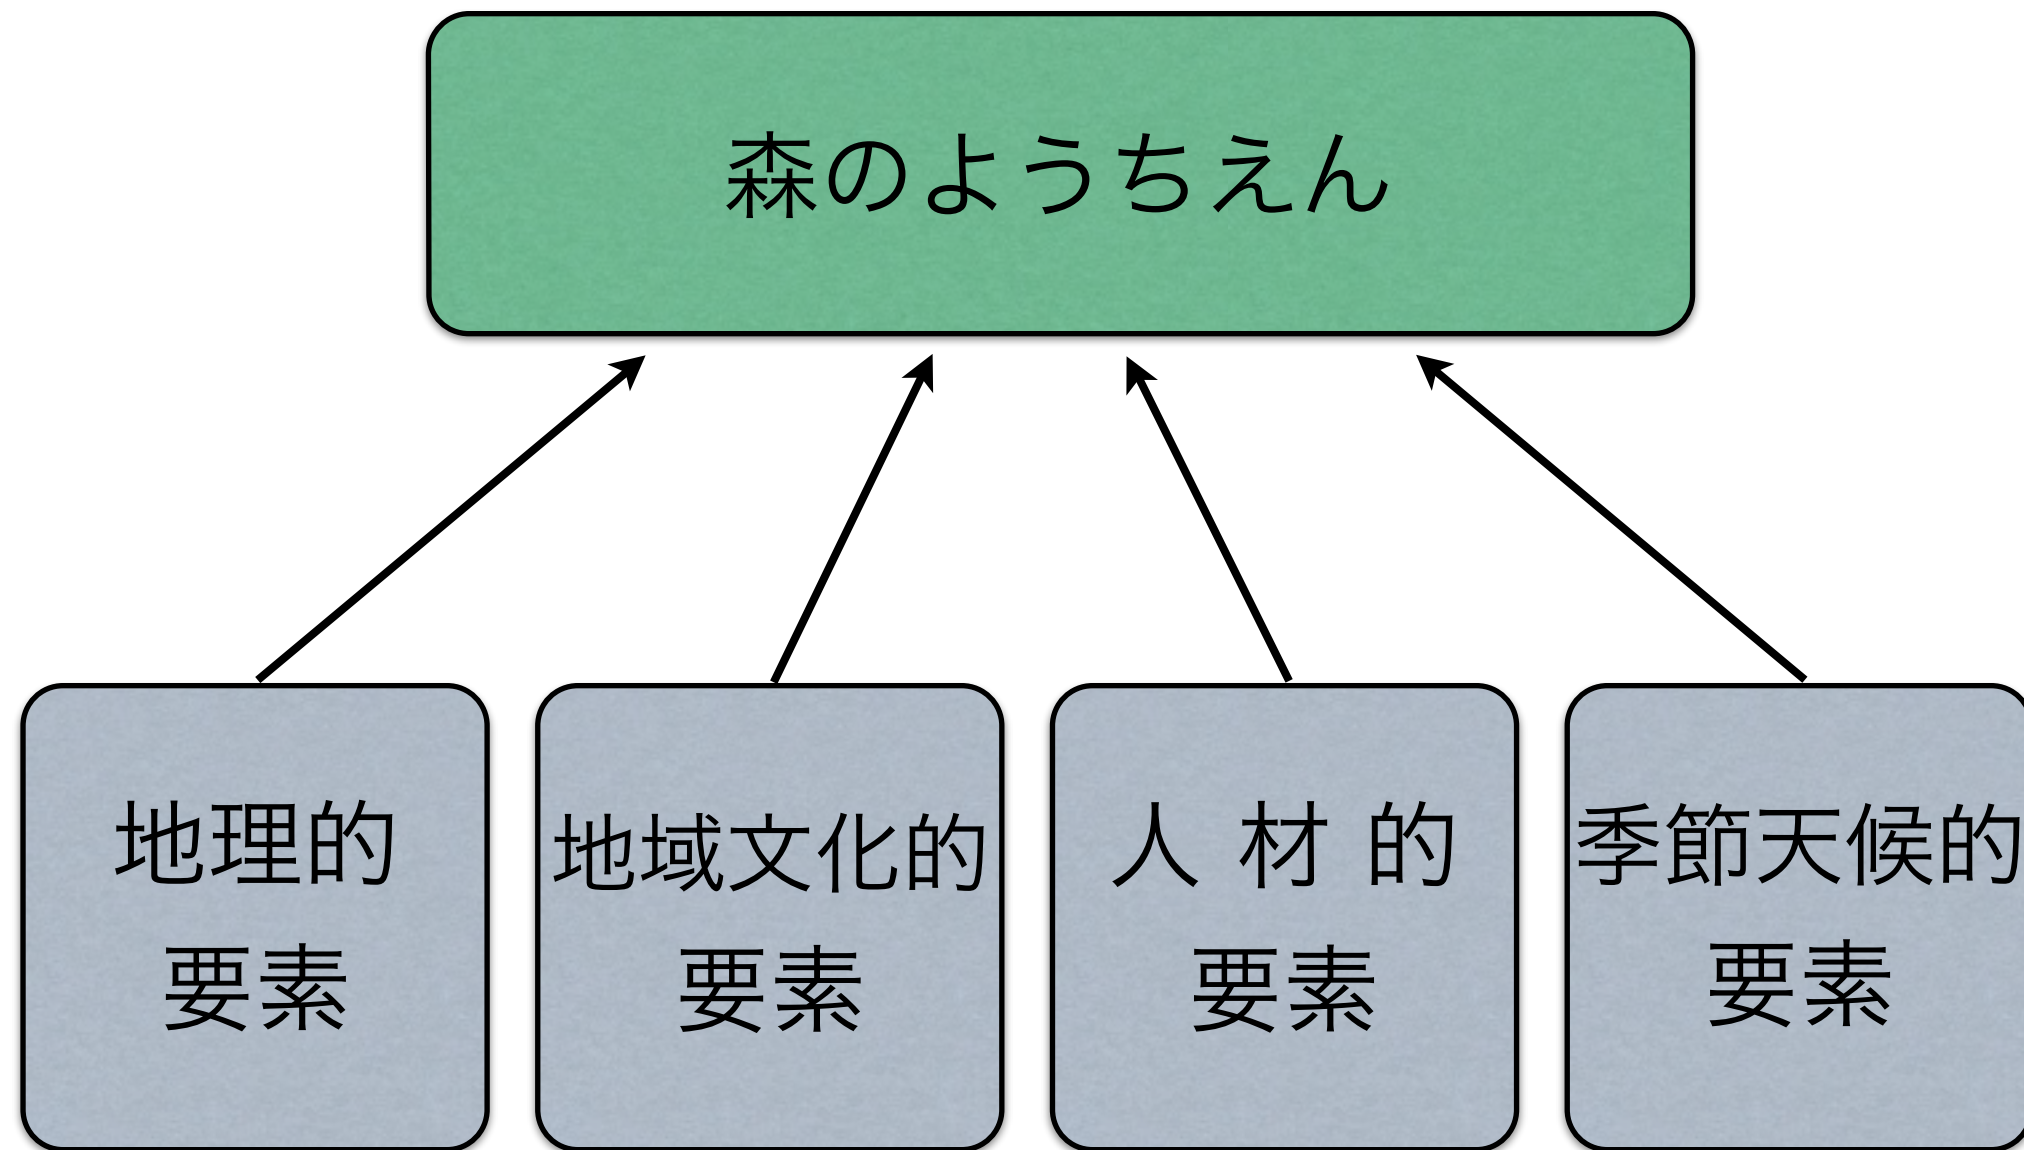 森のようちえん
地理的
要素
地域文化的
要素
人 材 的
要素
季節天候的
要素